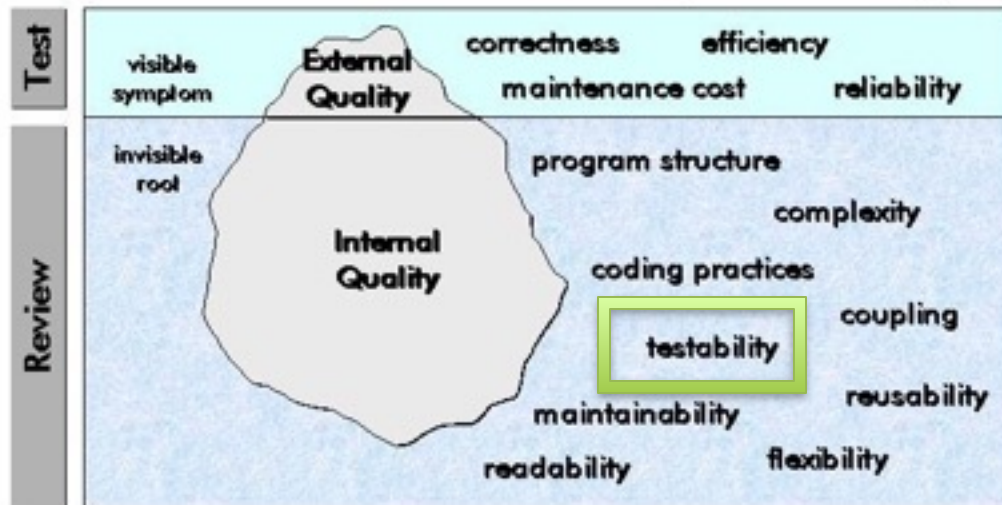 Test
visible
symptom
External
Quality
correctness
efficiency
maintenance cost
reliability
Review
invisible
root
Internal
Quality
program structure
complexity
coding practices
coupling
testability
reusability
maintainability
flexibility
readability